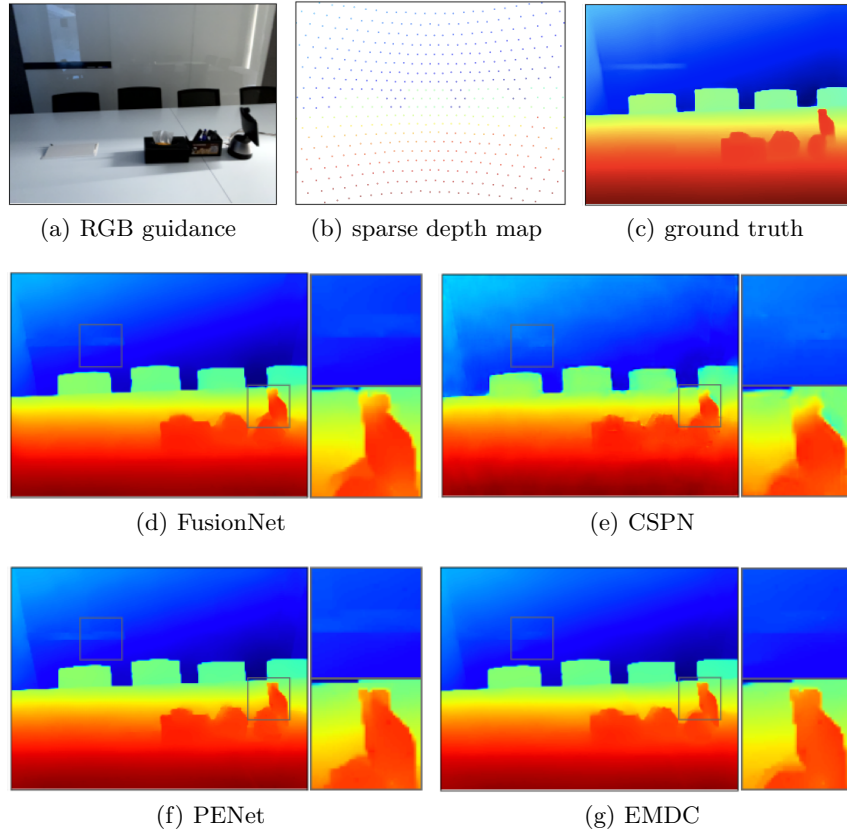 (a) RGB guidance
(b) sparse depth map
(c) ground truth
(d) FusionNet
(e) CSPN
(f) PENet
(g) EMDC